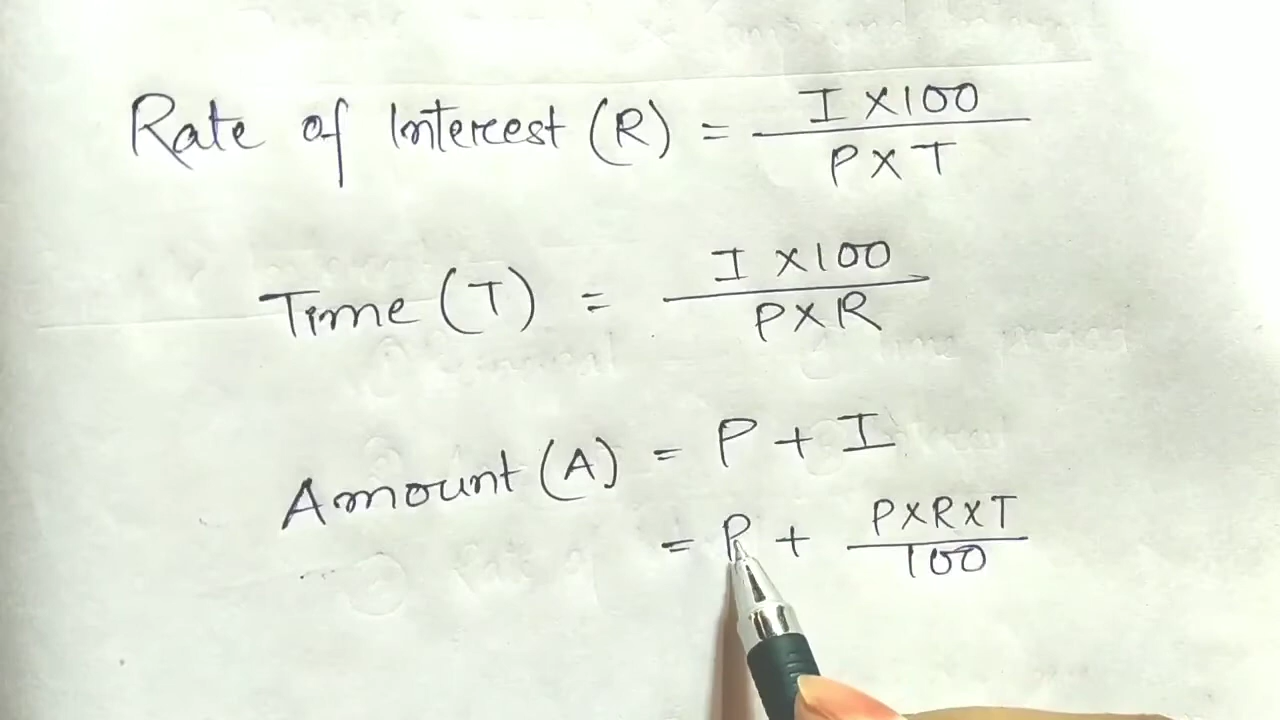 Rate of Interest (R) = I × 100 / P × T
Time (T) = I × 100 / P × R
Amount (A) = P + I
= P + P × R × T / 100